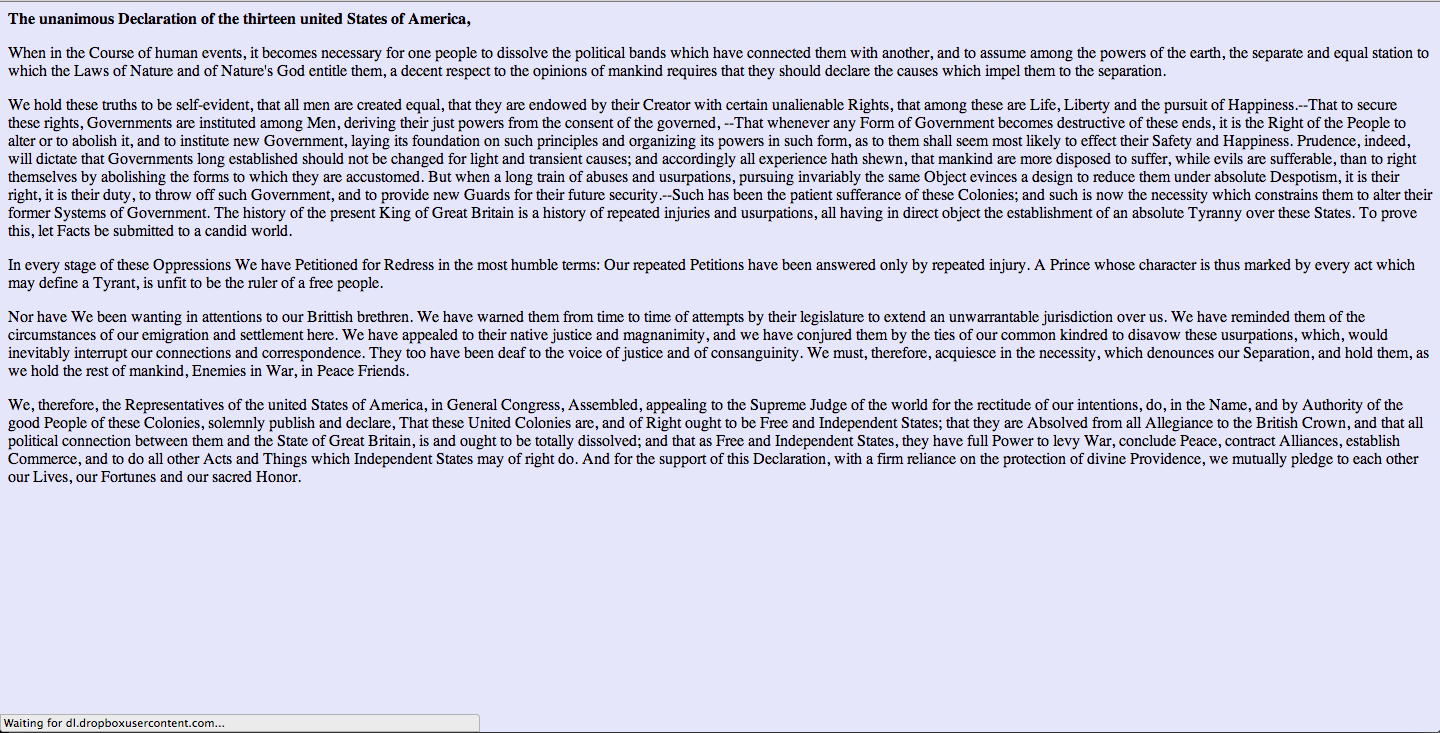 The unanimous Declaration of the thirteen united States of America,
When in the Course of human events, it becomes necessary for one people to dissolve the political bands which have connected them with another, and to assume among the powers of the earth, the separate and equal station to
which the Laws of Nature and of Nature's God entitle them, a decent respect to the opinions of mankind requires that they should declare the causes which impel them to the separation.
We hold these truths to be self-evident, that all men are created equal, that they are endowed by their Creator with certain unalienable Rights, that among these are Life, Liberty and the pursuit of Happiness.--That to secure
these rights, Governments are instituted among Men, deriving their just powers from the consent of the governed, --That whenever any Form of Government becomes destructive of these ends, it is the Right of the People to
alter or to abolish it, and to institute new Government, laying its foundation on such principles and organizing its powers in such form, as to them shall seem most likely to effect their Safety and Happiness. Prudence, indeed,
will dictate that Governments long established should not be changed for light and transient causes; and accordingly all experience hath shewn, that mankind are more disposed to suffer, while evils are sufferable, than to right
themselves by abolishing the forms to which they are accustomed. But when a long train of abuses and usurpations, pursuing invariably the same Object evinces a design to reduce them under absolute Despotism, it is their
right, it is their duty, to throw off such Government, and to provide new Guards for their future security.--Such has been the patient sufferance of these Colonies; and such is now the necessity which constrains them to alter their
former Systems of Government. The history of the present King of Great Britain is a history of repeated injuries and usurpations, all having in direct object the establishment of an absolute Tyranny over these States. To prove
this, let Facts be submitted to a candid world.
In every stage of these Oppressions We have Petitioned for Redress in the most humble terms: Our repeated Petitions have been answered only by repeated injury. A Prince whose character is thus marked by every act which
may define a Tyrant, is unfit to be the ruler of a free people.
Nor have We been wanting in attentions to our Brittish brethren. We have warned them from time to time of attempts by their legislature to extend an unwarrantable jurisdiction over us. We have reminded them of the
circumstances of our emigration and settlement here. We have appealed to their native justice and magnanimity, and we have conjured them by the ties of our common kindred to disavow these usurpations, which, would
inevitably interrupt our connections and correspondence. They too have been deaf to the voice of justice and of consanguinity. We must, therefore, acquiesce in the necessity, which denounces our Separation, and hold them, as
we hold the rest of mankind, Enemies in War, in Peace Friends.
We, therefore, the Representatives of the united States of America, in General Congress, Assembled, appealing to the Supreme Judge of the world for the rectitude of our intentions, do, in the Name, and by Authority of the
good People of these Colonies, solemnly publish and declare, That these United Colonies are, and of Right ought to be Free and Independent States; that they are Absolved from all Allegiance to the British Crown, and that all
political connection between them and the State of Great Britain, is and ought to be totally dissolved; and that as Free and Independent States, they have full Power to levy War, conclude Peace, contract Alliances, establish
Commerce, and to do all other Acts and Things which Independent States may of right do. And for the support of this Declaration, with a firm reliance on the protection of divine Providence, we mutually pledge to each other
our Lives, our Fortunes and our sacred Honor.
Waiting for dl.dropboxusercontent.com...